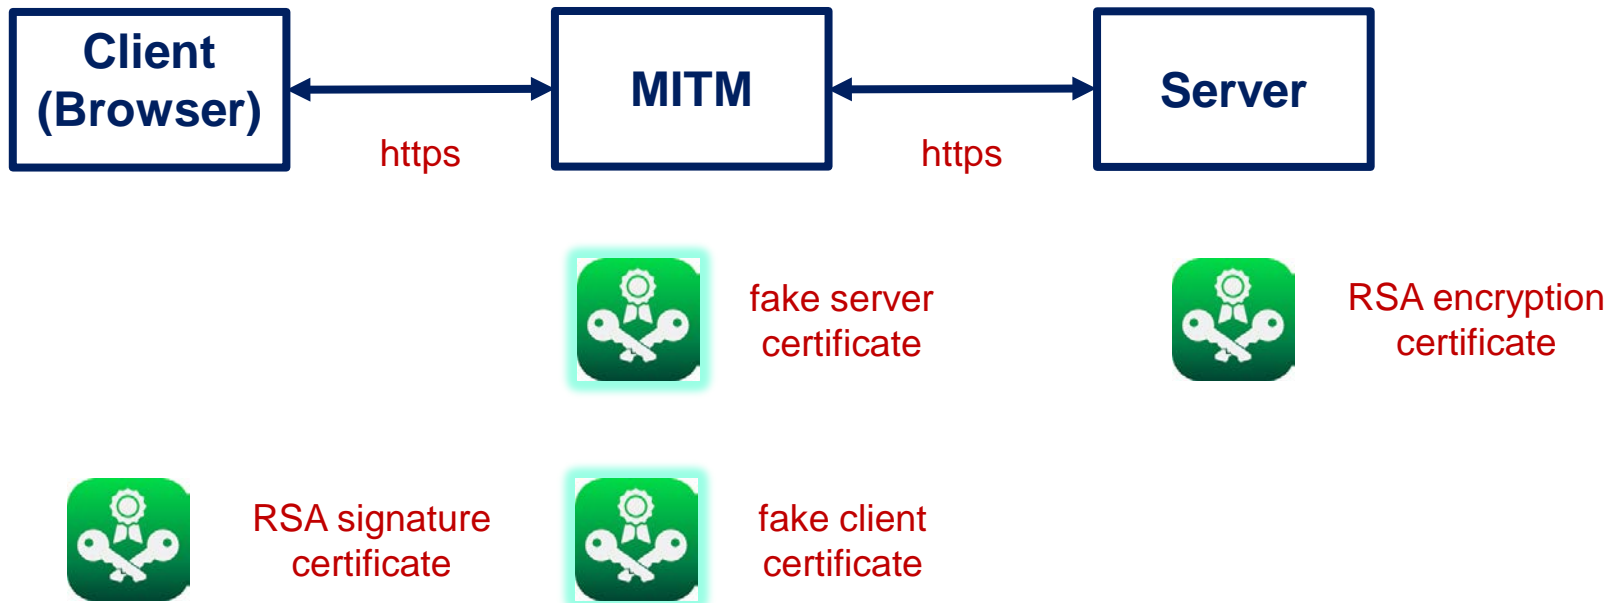 Client
(Browser)
MITM
Server
https
https
fake server
certificate
RSA encryption
certificate
RSA signature
certificate
fake client
certificate